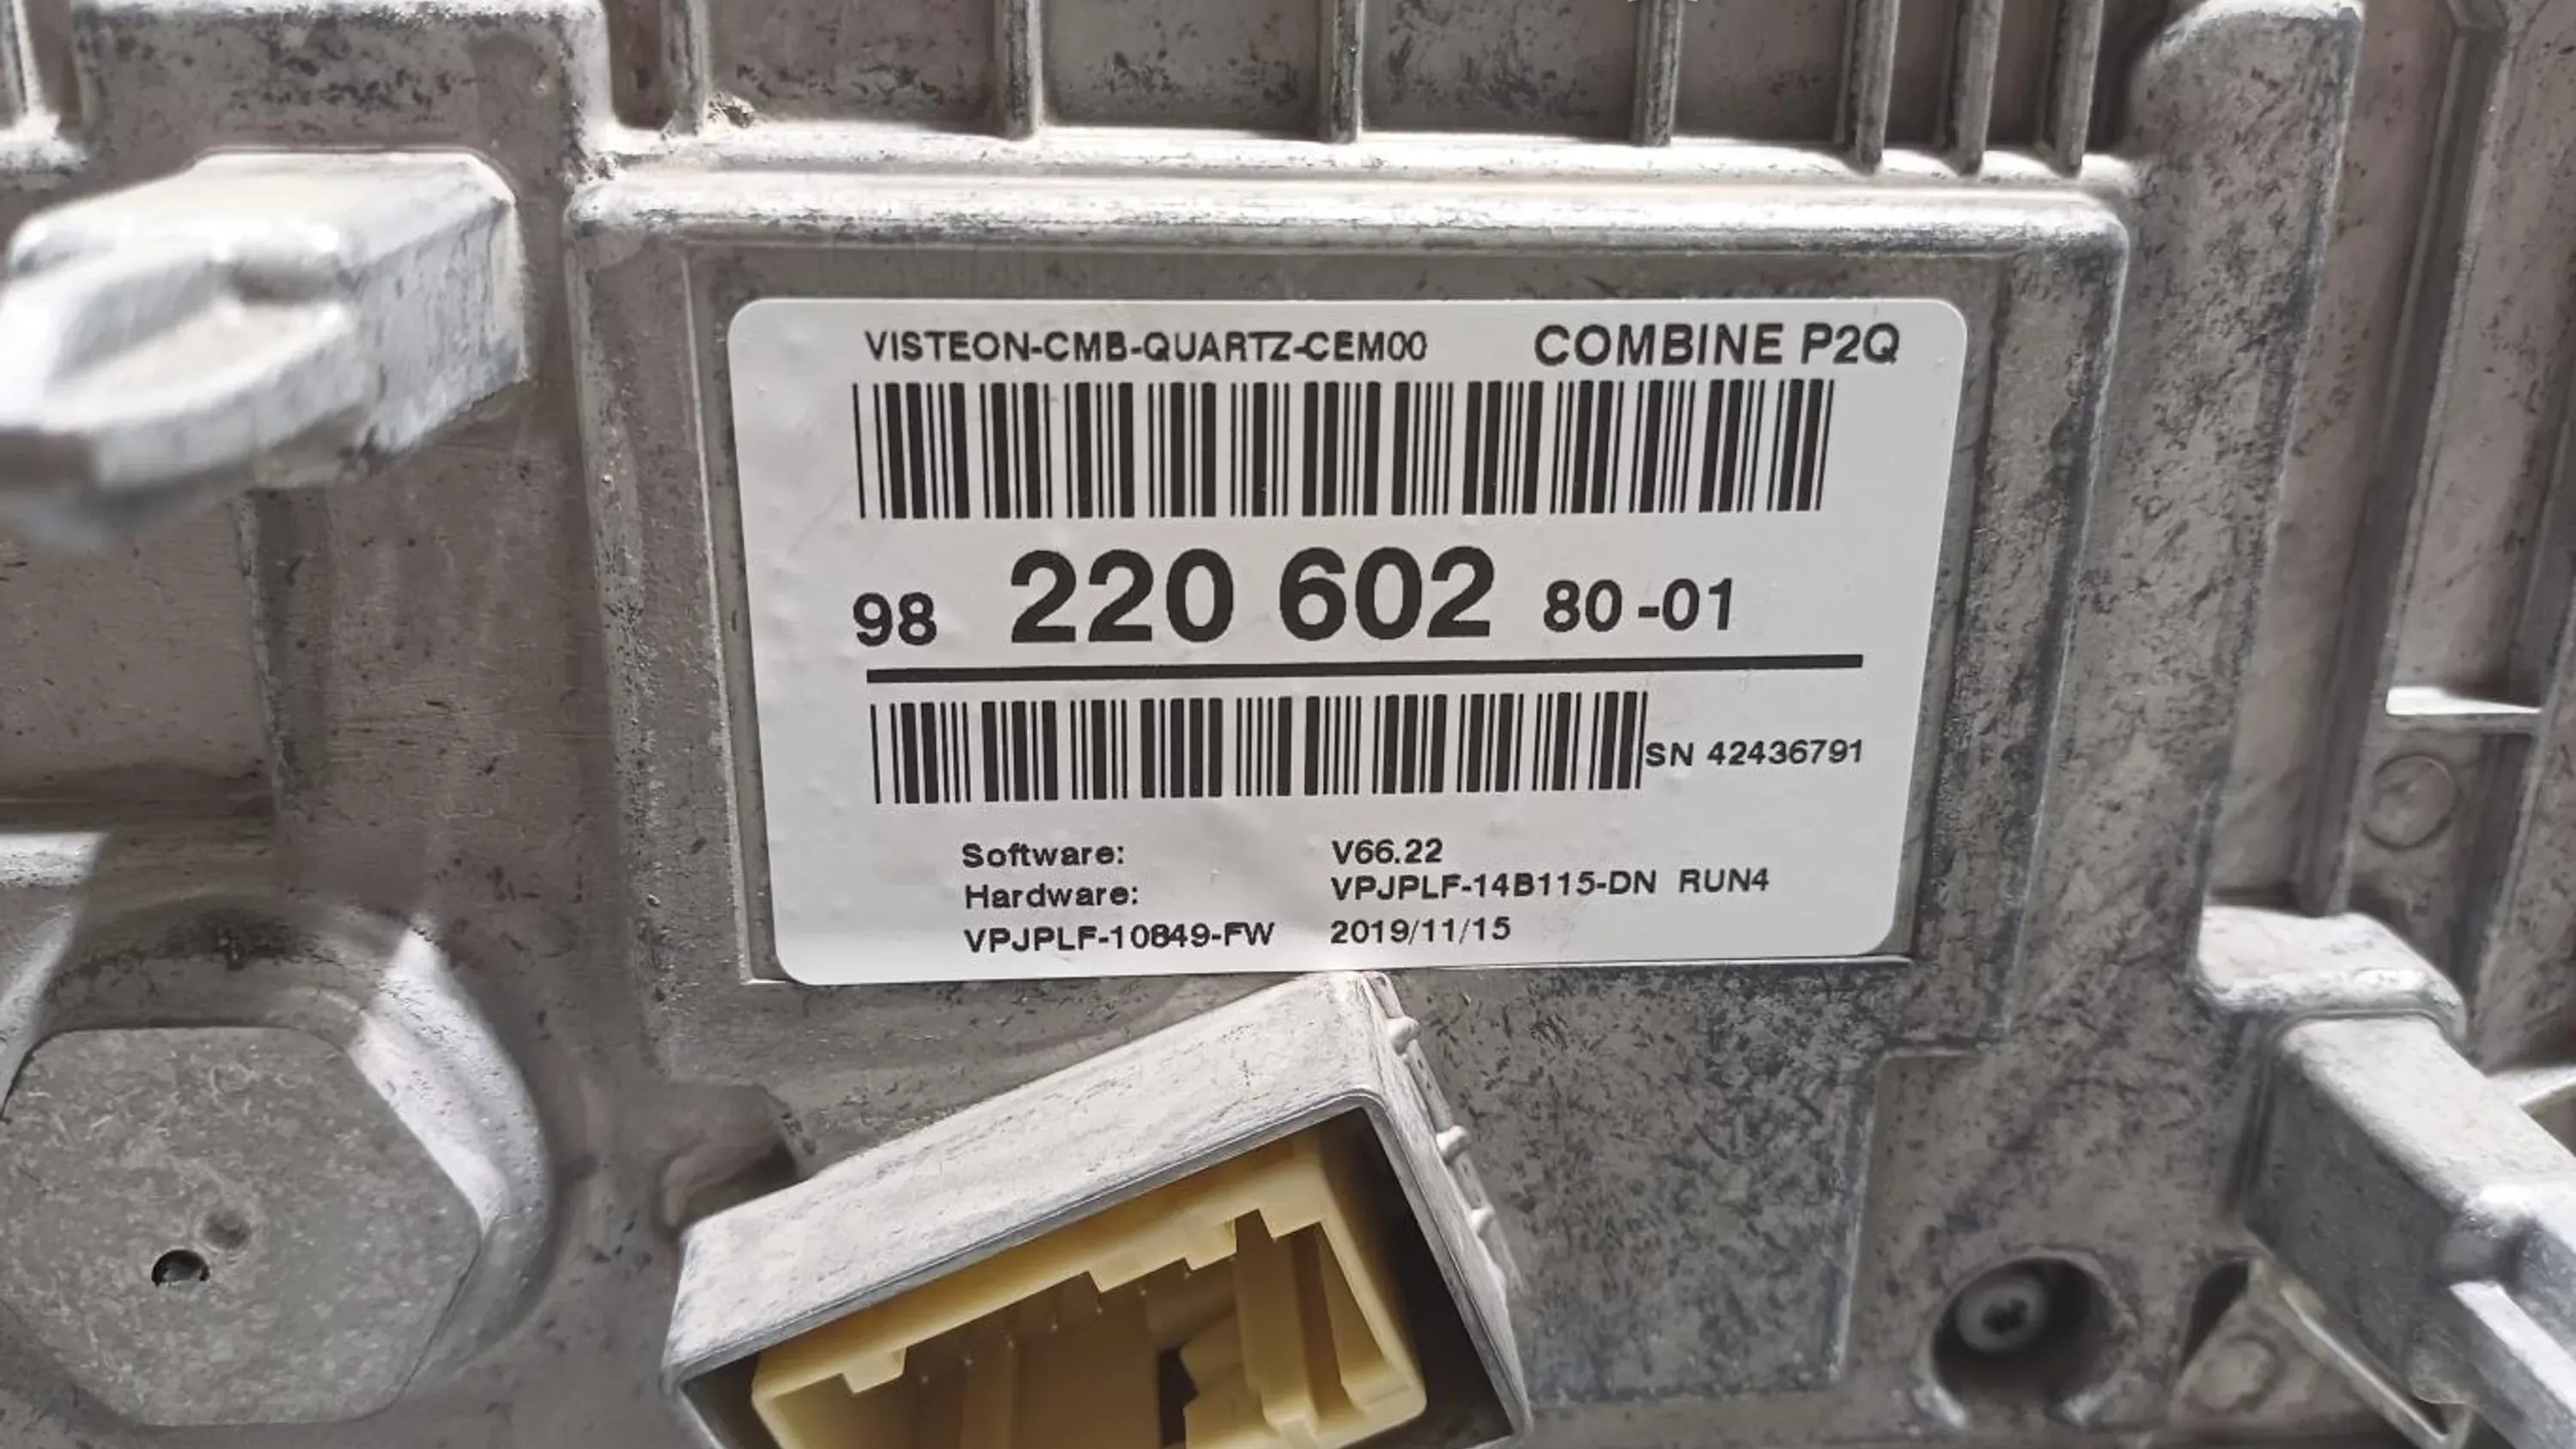 VISTEON-CMB-QUARTZ-CEM00 COMBINE P2Q
98 220 602 80-01
SN 42436791
Software: V66.22
Hardware: VPJPLF-14B115-DN RUN4
VPJPLF-10849-FW 2019/11/15